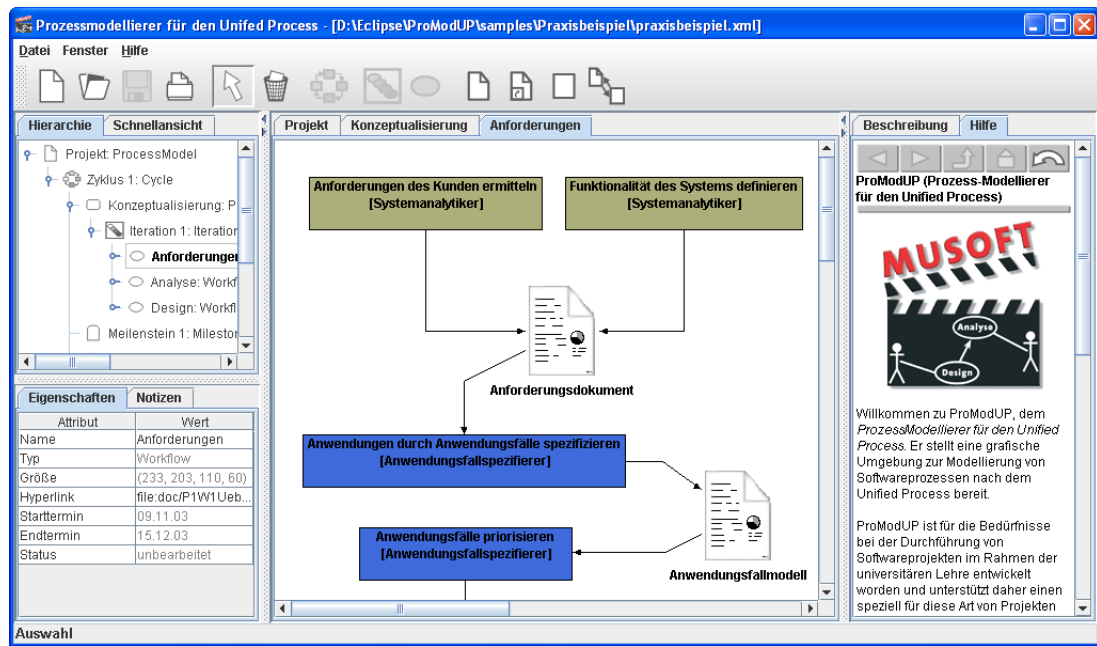 Prozessmodellierer für den Unifed Process - [D:\Eclipse\ProModUP\samples\Praxisbeispiel\praxisbeispiel.xml]
Datei Fenster Hilfe
Hierarchie Schnellansicht
Projekt: ProcessModel
Zyklus 1: Cycle
Konzeptualisierung: P
Iteration 1: Iteration
Anforderungen
Analyse: Workf
Design: Workfl
Meilenstein 1: Mileston
Eigenschaften Notizen
Attribut Wert
Name Anforderungen
Typ Workflow
Größe (233, 203, 110, 60)
Hyperlink file:doc/P1W1Ueb...
Starttermin 09.11.03
Endtermin 15.12.03
Status unbearbeitet
Projekt Konzeptualisierung Anforderungen
Anforderungen des Kunden ermitteln
[Systemanalytiker]
Funktionalität des Systems definieren
[Systemanalytiker]
Anforderungsdokument
Anwendungen durch Anwendungsfälle spezifizieren
[Anwendungsfallspezifierer]
Anwendungsfälle priorisieren
[Anwendungsfallspezifierer]
Anwendungsfallmodell
Beschreibung Hilfe
ProModUP (Prozess-Modellierer
für den Unified Process)
MUSOFT
Analyse
Design
Willkommen zu ProModUP, dem
ProzessModellierer für den Unified
Process. Er stellt eine grafische
Umgebung zur Modellierung von
Softwareprozessen nach dem
Unified Process bereit.
ProModUP ist für die Bedürfnisse
bei der Durchführung von
Softwareprojekten im Rahmen der
universitären Lehre entwickelt
worden und unterstützt daher einen
speziell für diese Art von Projekten
Auswahl